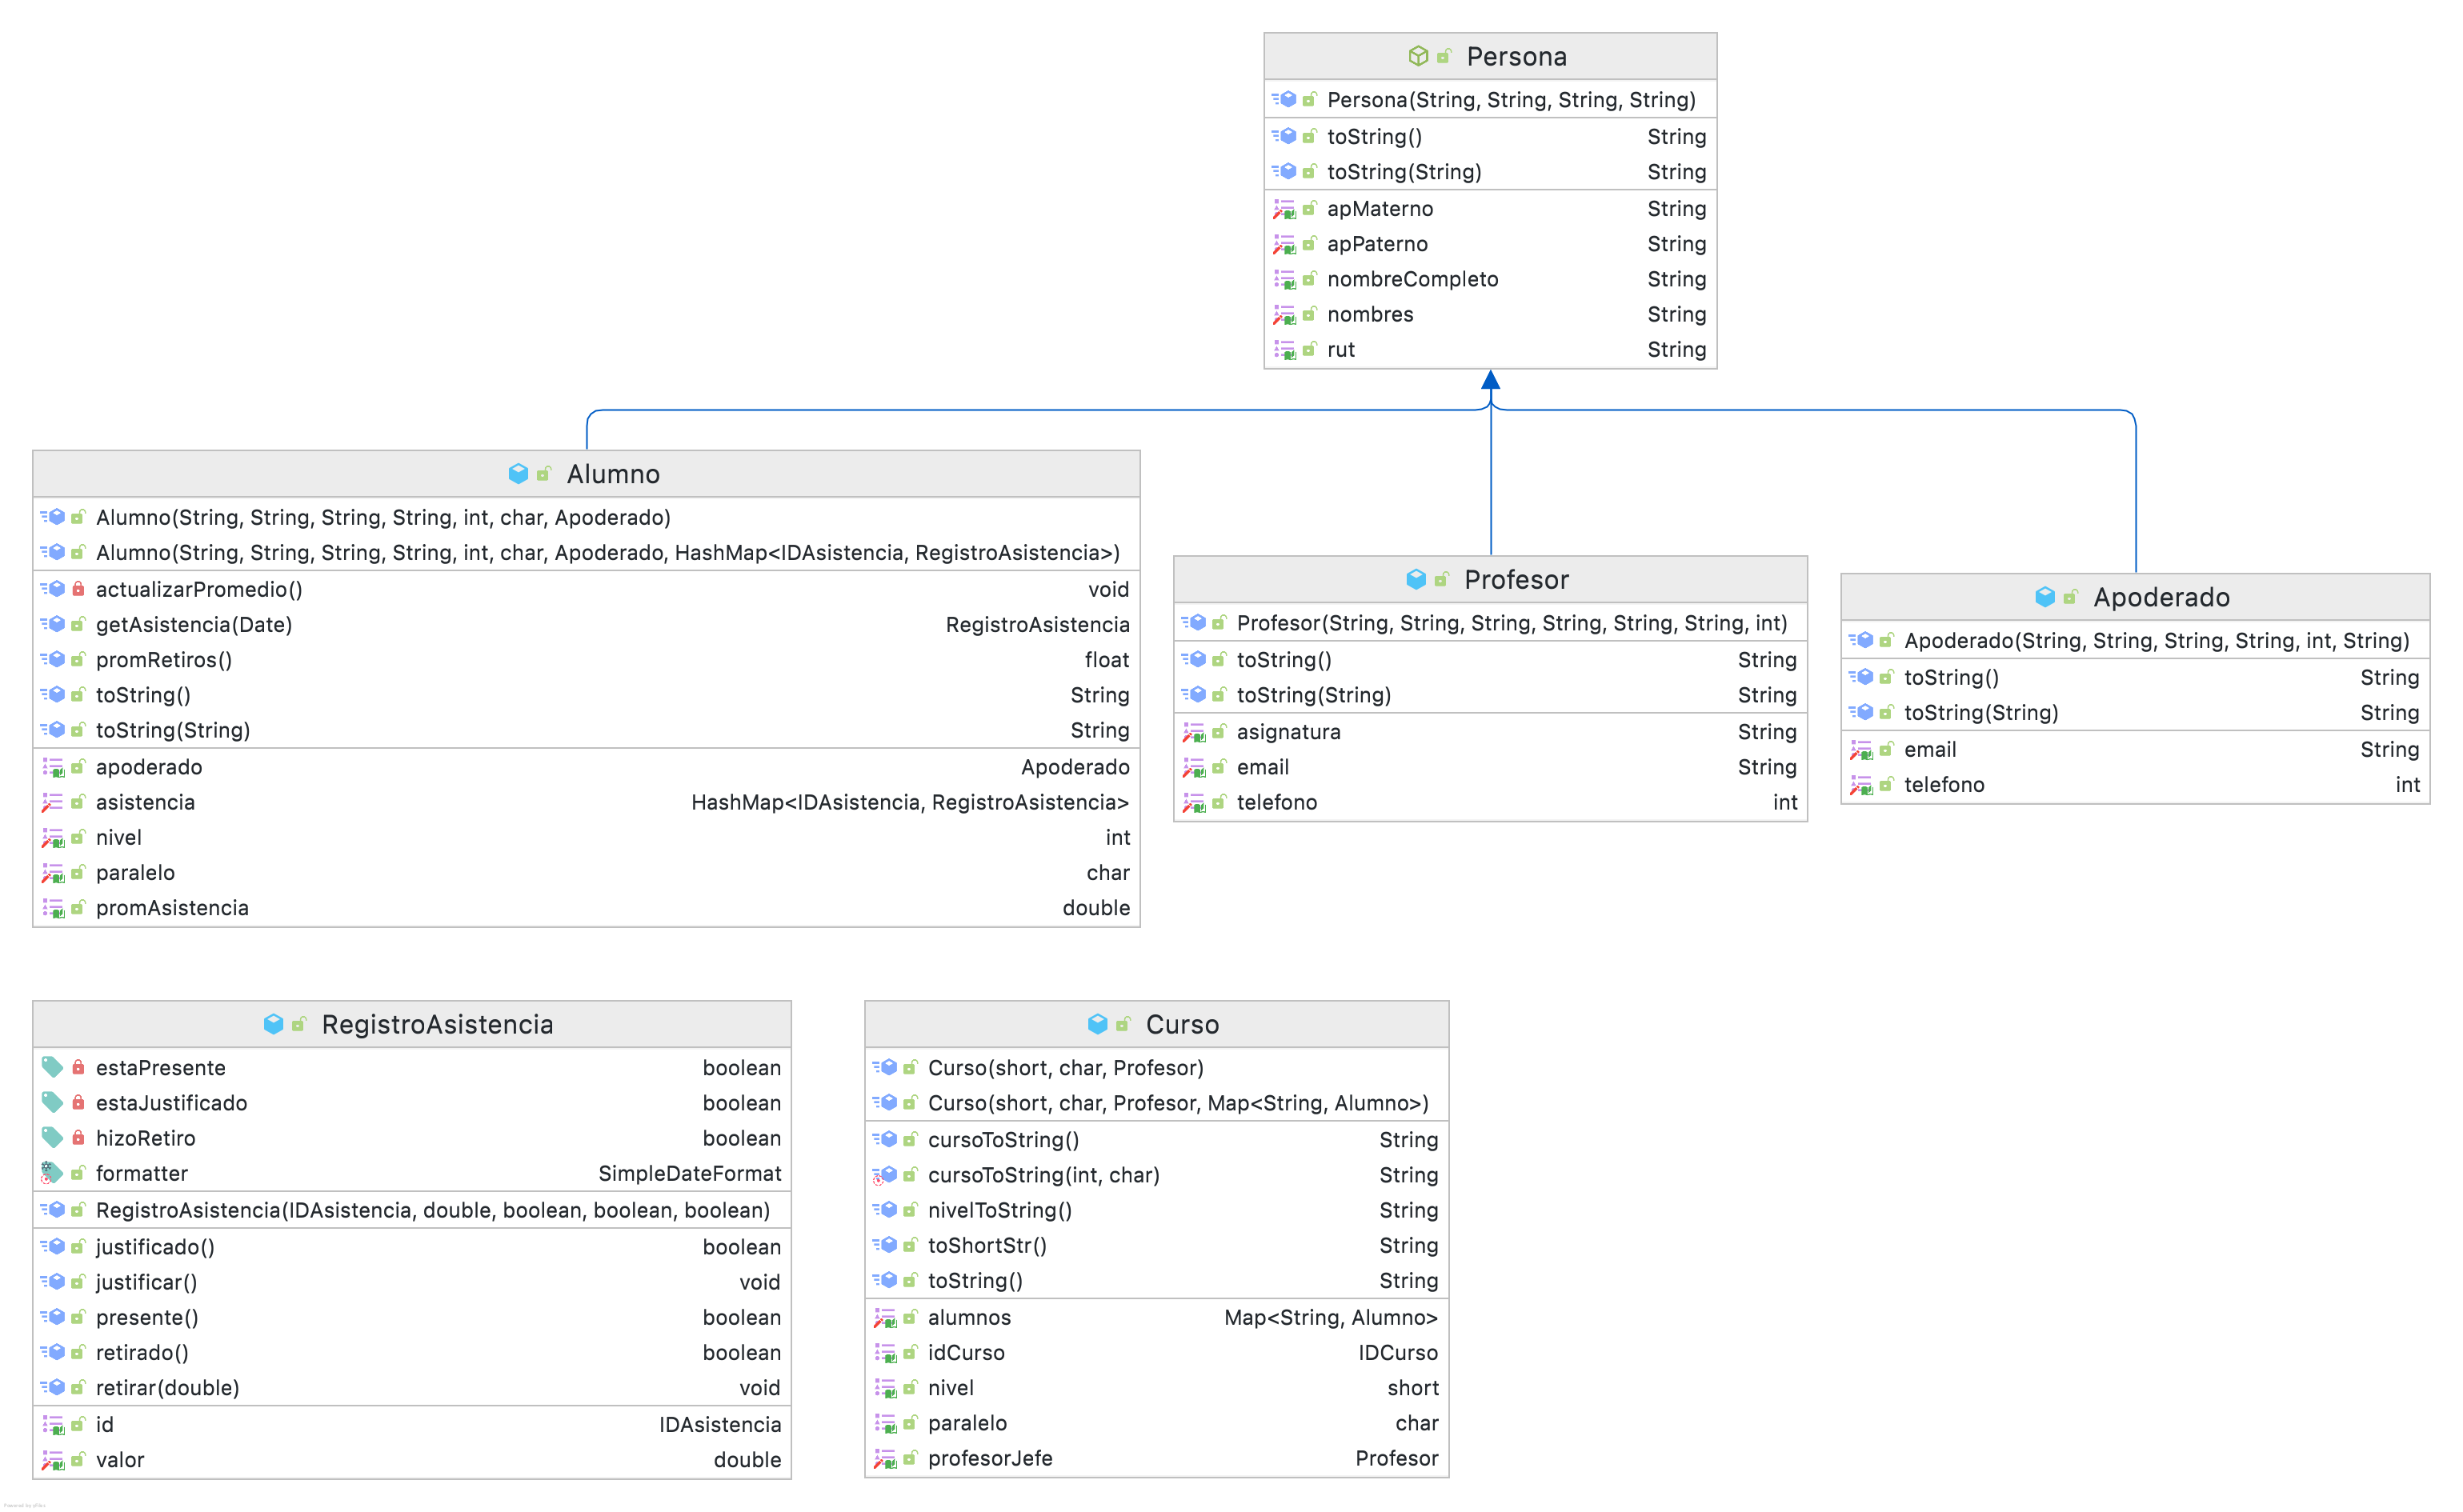 Persona
Persona(String, String, String, String)
toString() String
toString(String) String
apMaterno String
apPaterno String
nombreCompleto String
nombres String
rut String
Alumno
Alumno(String, String, String, String, int, char, Apoderado)
Alumno(String, String, String, String, int, char, Apoderado, HashMap<IDAsistencia, RegistroAsistencia>)
actualizarPromedio() void
getAsistencia(Date) RegistroAsistencia
promRetiros() float
toString() String
toString(String) String
apoderado Apoderado
asistencia HashMap<IDAsistencia, RegistroAsistencia>
nivel int
paralelo char
promAsistencia double
Profesor
Profesor(String, String, String, String, String, String, int)
toString() String
toString(String) String
asignatura String
email String
telefono int
Apoderado
Apoderado(String, String, String, String, int, String)
toString() String
toString(String) String
email String
telefono int
RegistroAsistencia
estaPresente boolean
estaJustificado boolean
hizoRetiro boolean
formatter SimpleDateFormat
RegistroAsistencia(IDAsistencia, double, boolean, boolean, boolean)
justificado() boolean
justificar() void
presente() boolean
retirado() boolean
retirar(double) void
id IDAsistencia
valor double
Curso
Curso(short, char, Profesor)
Curso(short, char, Profesor, Map<String, Alumno>)
cursoToString() String
cursoToString(int, char) String
nivelToString() String
toShortStr() String
toString() String
alumnos Map<String, Alumno>
idCurso IDCurso
nivel short
paralelo char
profesorJefe Profesor
Powered by yFiles